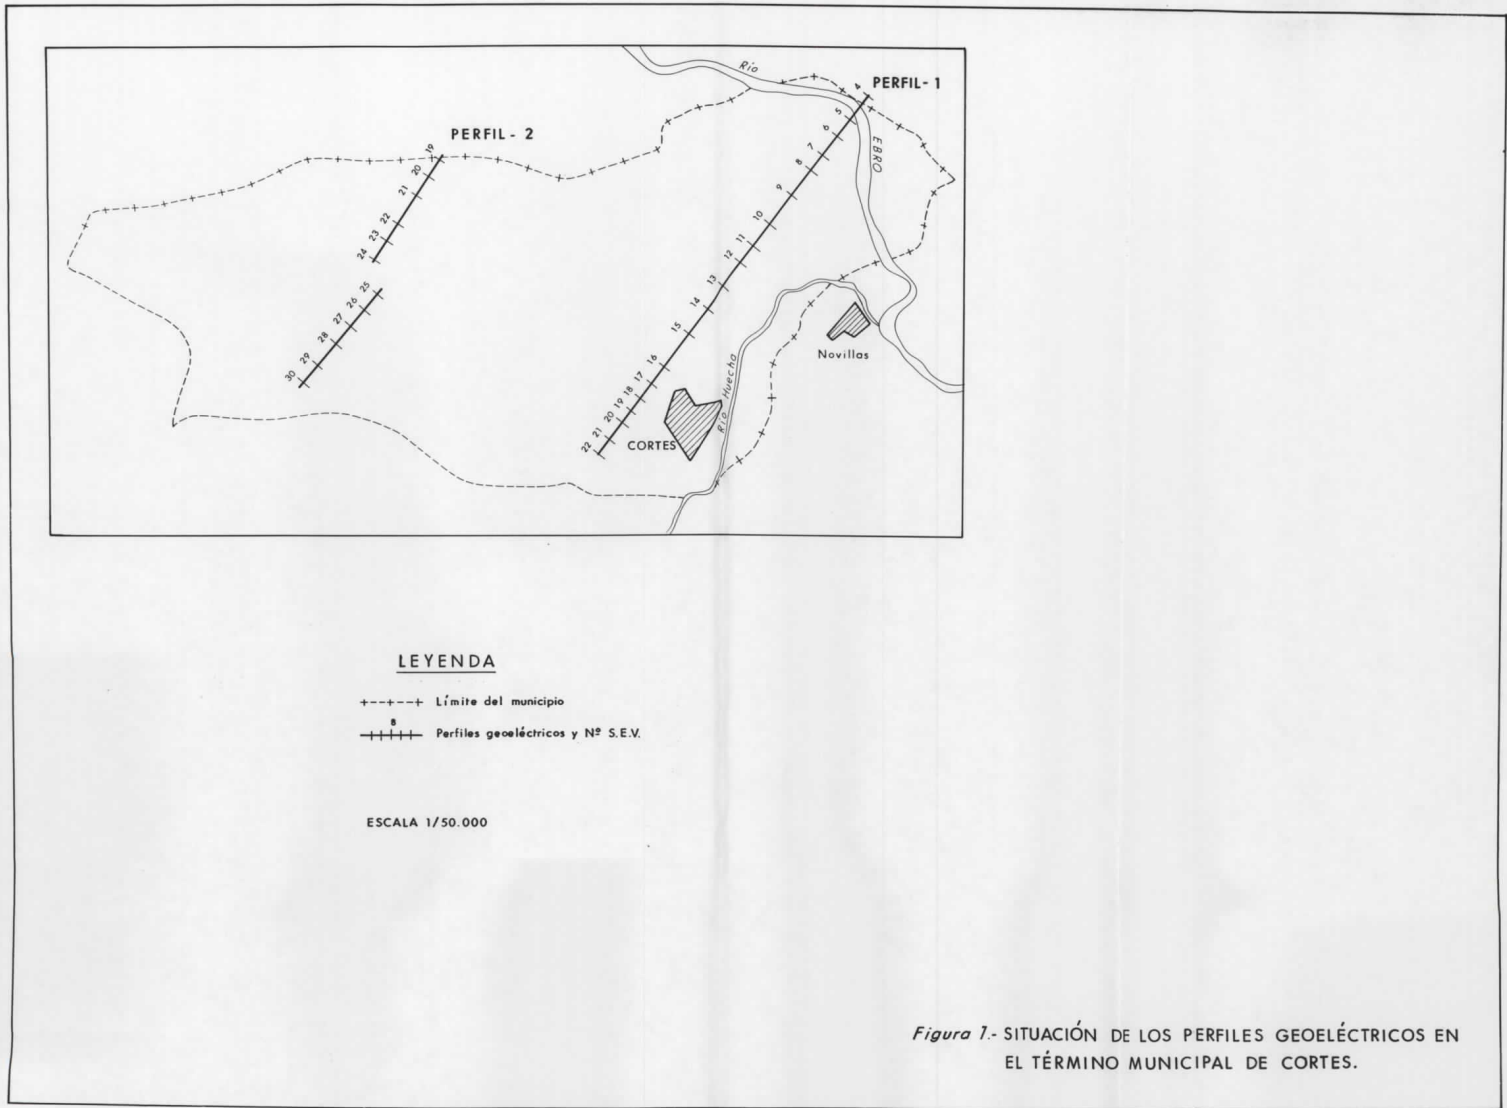 Río
EBRO
PERFIL- 1
4
5
6
7
8
9
10
11
12
13
14
15
16
17
18
19
20
21
22
PERFIL - 2
19
20
21
22
23
24
25
26
27
28
29
30
Río Huecha
Novillas
CORTES
LEYENDA
+--+--+ Límite del municipio
8
Perfiles geoeléctricos y Nº S.E.V.
ESCALA 1/50.000
Figura 1.- SITUACIÓN DE LOS PERFILES GEOELÉCTRICOS EN
EL TÉRMINO MUNICIPAL DE CORTES.